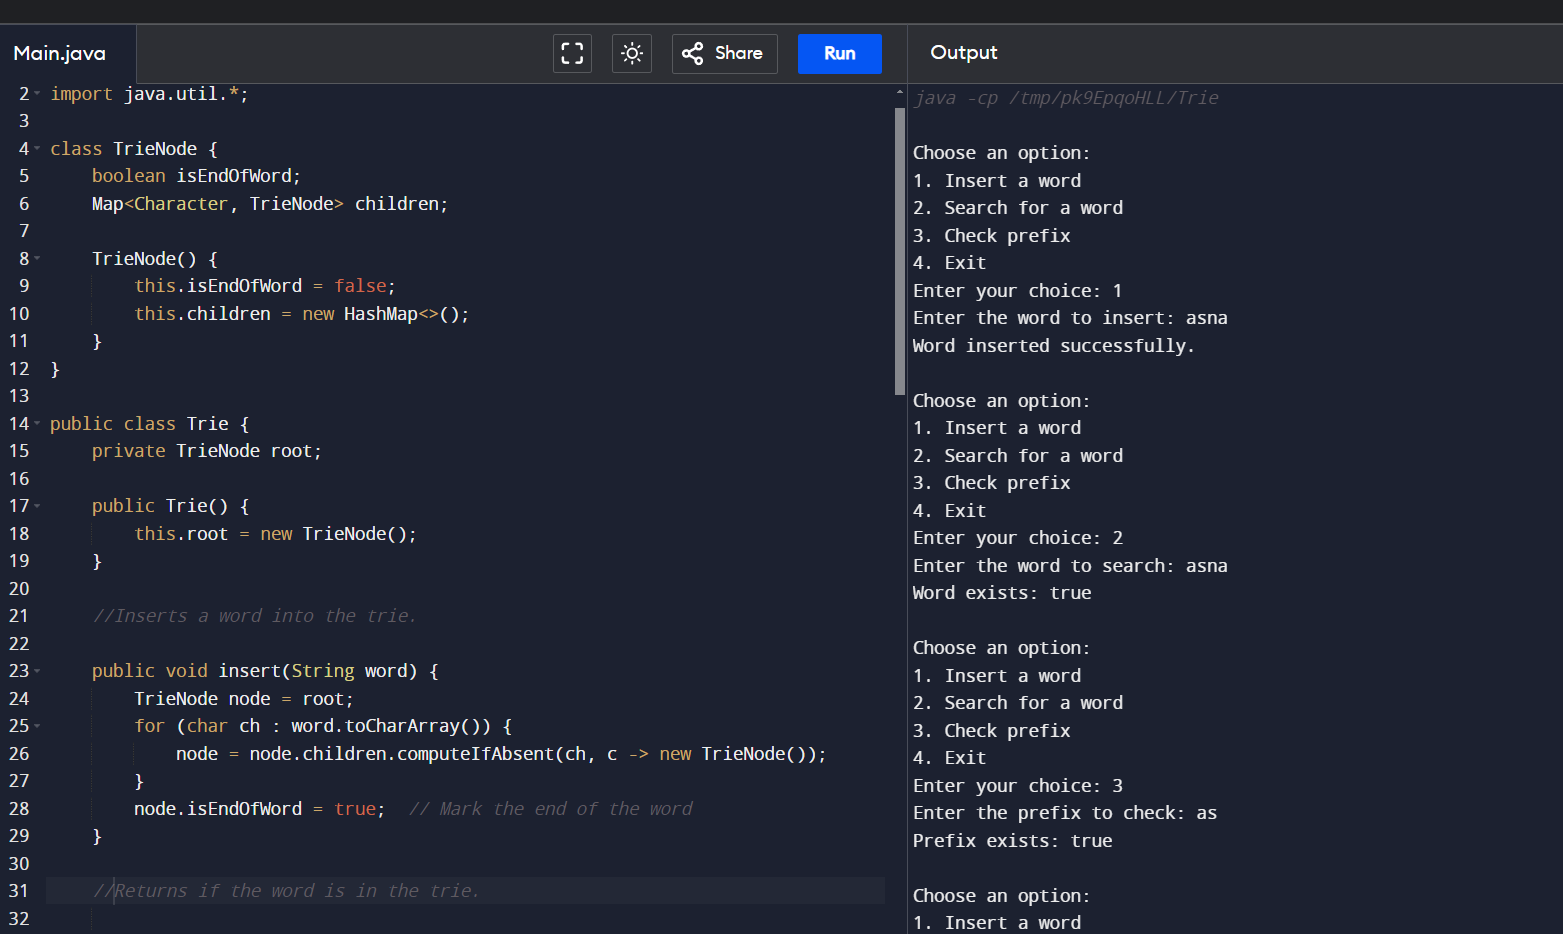 Main.java
Share
Run
Output
2 import java.util.*;
3
4 class TrieNode {
5 boolean isEndOfWord;
6 Map<Character, TrieNode> children;
7
8 TrieNode() {
9 this.isEndOfWord = false;
10 this.children = new HashMap<>();
11 }
12 }
13
14 public class Trie {
15 private TrieNode root;
16
17 public Trie() {
18 this.root = new TrieNode();
19 }
20
21 //Inserts a word into the trie.
22
23 public void insert(String word) {
24 TrieNode node = root;
25 for (char ch : word.toCharArray()) {
26 node = node.children.computeIfAbsent(ch, c -> new TrieNode());
27 }
28 node.isEndOfWord = true; // Mark the end of the word
29 }
30
31 //Returns if the word is in the trie.
32
java -cp /tmp/pk9EpqoHLL/Trie
Choose an option:
1. Insert a word
2. Search for a word
3. Check prefix
4. Exit
Enter your choice: 1
Enter the word to insert: asna
Word inserted successfully.
Choose an option:
1. Insert a word
2. Search for a word
3. Check prefix
4. Exit
Enter your choice: 2
Enter the word to search: asna
Word exists: true
Choose an option:
1. Insert a word
2. Search for a word
3. Check prefix
4. Exit
Enter your choice: 3
Enter the prefix to check: as
Prefix exists: true
Choose an option:
1. Insert a word